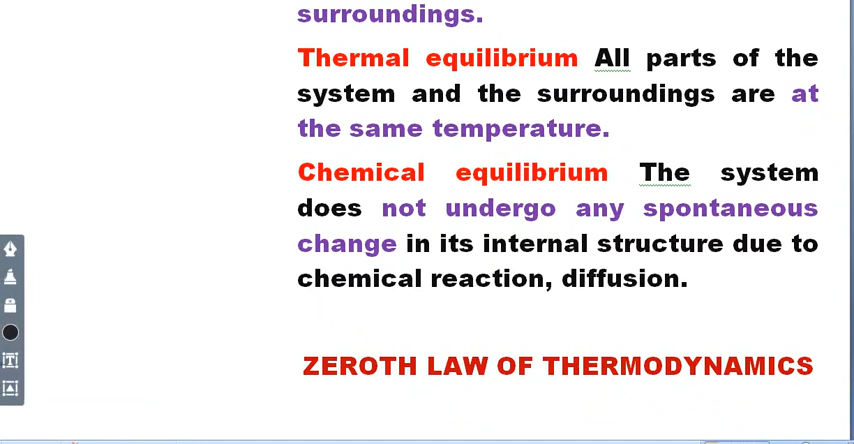 surroundings.
Thermal equilibrium All parts of the
system and the surroundings are at
the same temperature.
Chemical equilibrium The system
does not undergo any spontaneous
change in its internal structure due to
chemical reaction, diffusion.
ZEROTH LAW OF THERMODYNAMICS